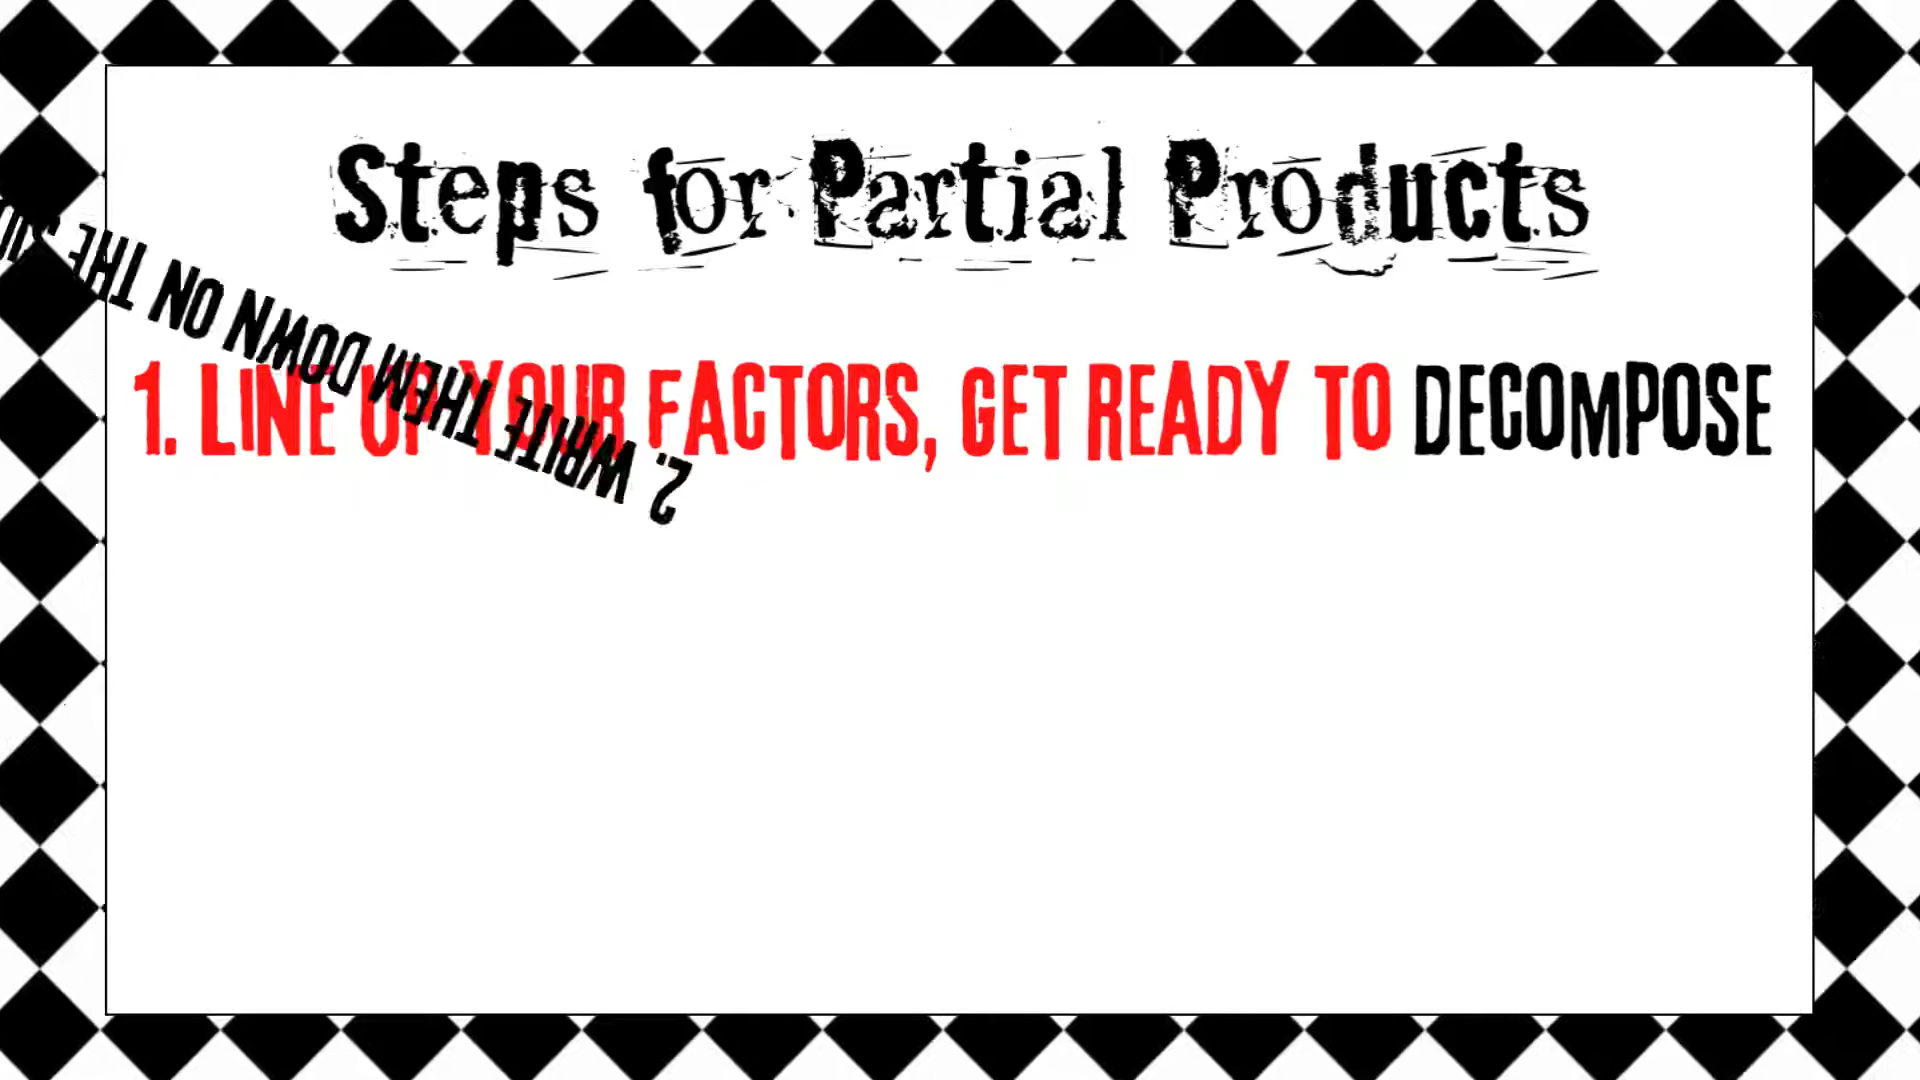 Steps for Partial Products
1. LINE UP YOUR FACTORS, GET READY TO DECOMPOSE
2. WRITE THEM DOWN ON THE